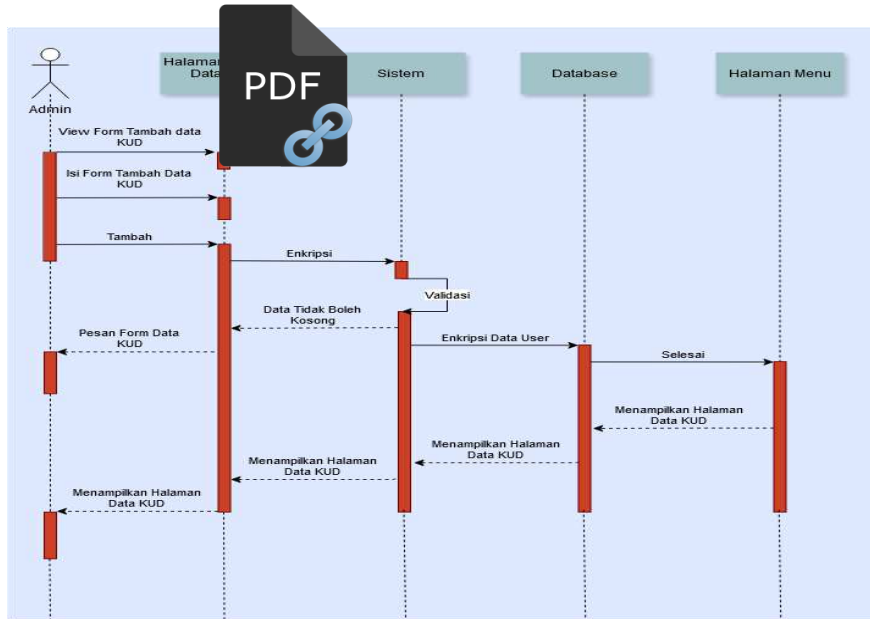 Halaman
Data
PDF
Sistem
Database
Halaman Menu
Admin
View Form Tambah data
KUD
Isi Form Tambah Data
KUD
Tambah
Enkripsi
Validasi
Data Tidak Boleh
Kosong
Pesan Form Data
KUD
Enkripsi Data User
Selesai
Menampilkan Halaman
Data KUD
Menampilkan Halaman
Data KUD
Menampilkan Halaman
Data KUD
Menampilkan Halaman
Data KUD